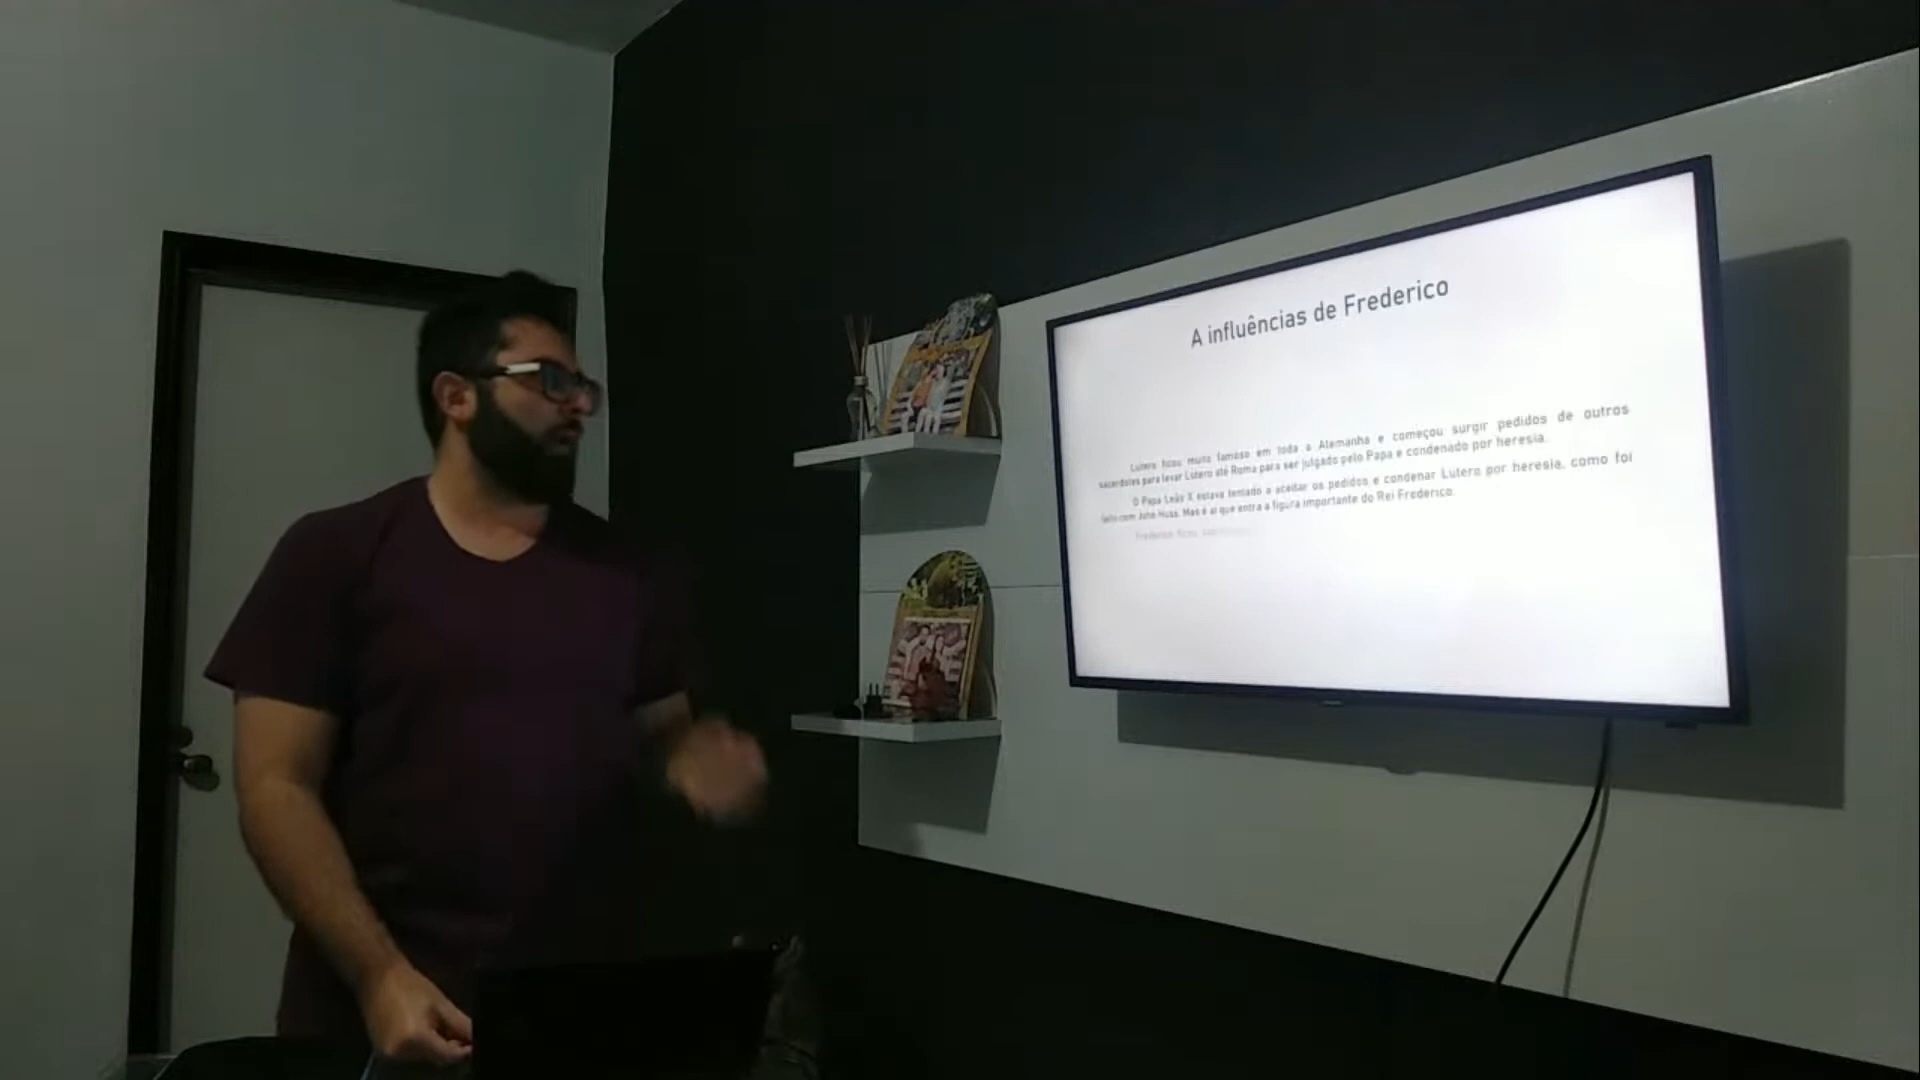 A influências de Frederico
Lutero ficou muito famoso em toda a Alemanha e começou surgir pedidos de outros
sacerdotes para levar Lutero até Roma para ser julgado pelo Papa e condenado por heresia.
O Papa Leão X estava tentado a aceitar os pedidos e condenar Lutero por heresia, como foi
feito com John Huss. Mas é aí que entra a figura importante do Rei Frederico.
Frederico ficou